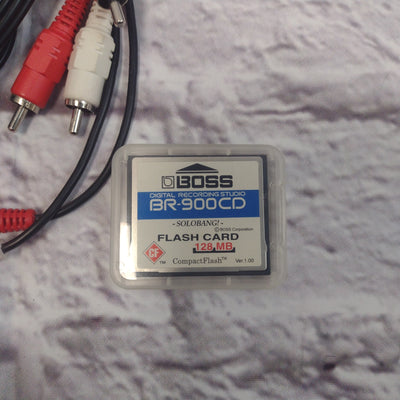 BOSS
DIGITAL RECORDING STUDIO
BR-900CD
- SOLOBANG! -
© BOSS Corporation
FLASH CARD
128 MB
CF
CompactFlash™ Ver.1.00